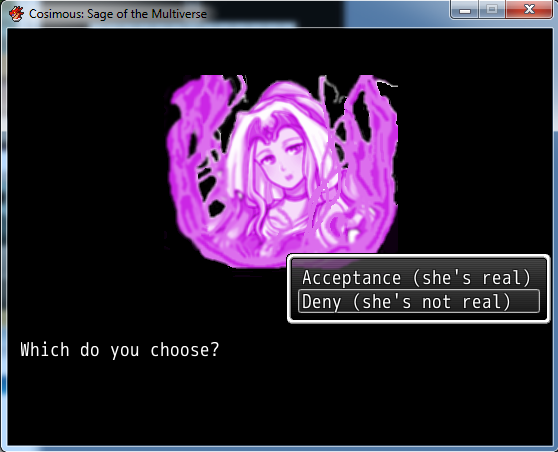 Cosimous: Sage of the Multiverse
Acceptance (she's real)
Deny (she's not real)
Which do you choose?